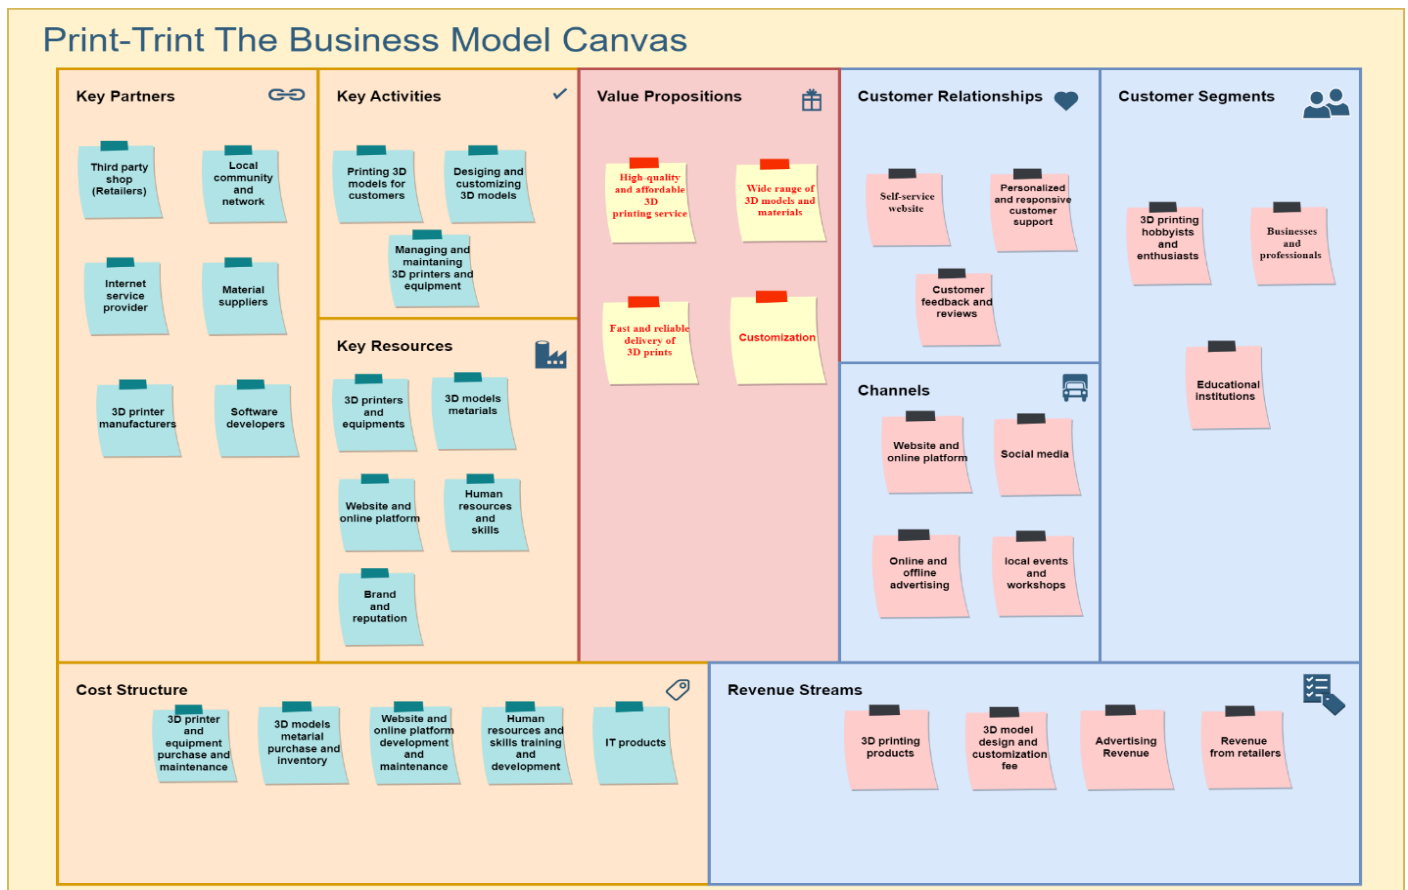 Print-Trint The Business Model Canvas
Key Partners
Third party
shop
(Retailers)
Local
community
and
network
Internet
service
provider
Material
suppliers
3D printer
manufacturers
Software
developers
Key Activities
Printing 3D
models for
customers
Desiging and
customizing
3D models
Managing and
maintaning
3D printers and
equipment
Key Resources
3D printers
and
equipments
3D models
metarials
Website and
online platform
Human
resources
and
skills
Brand
and
reputation
Value Propositions
High-quality
and affordable
3D
printing service
Wide range of
3D models and
materials
Fast and reliable
delivery of
3D prints
Customization
Customer Relationships
Self-service
website
Personalized
and responsive
customer
support
Customer
feedback and
reviews
Channels
Website and
online platform
Social media
Online and
offline
advertising
local events
and
workshops
Customer Segments
3D printing
hobbyists
and
enthusiasts
Businesses
and
professionals
Educational
institutions
Cost Structure
3D printer
and
equipment
purchase and
maintenance
3D models
metarial
purchase and
inventory
Website and
online platform
development
and
maintenance
Human
resources and
skills training
and
development
IT products
Revenue Streams
3D printing
products
3D model
design and
customization
fee
Advertising
Revenue
Revenue
from retailers